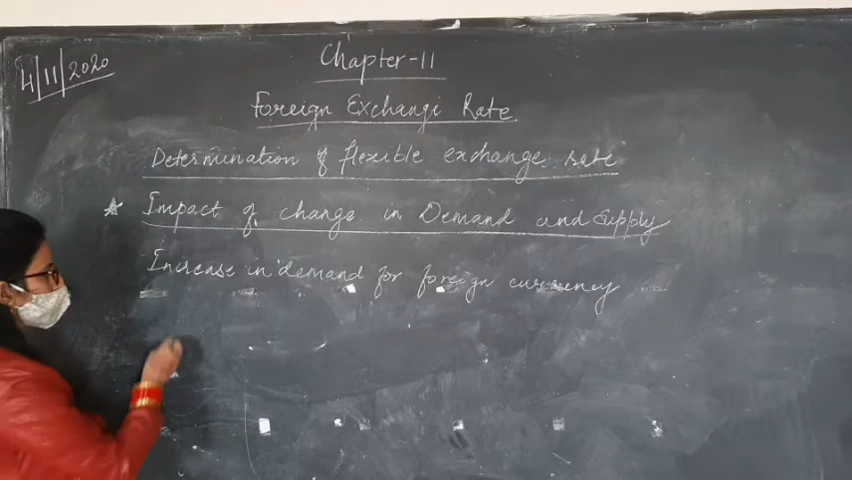 4/11/2020
Chapter-11
Foreign Exchange Rate
Determination of flexible exchange rate
* Impact of change in Demand and Supply
Increase in demand for foreign currency